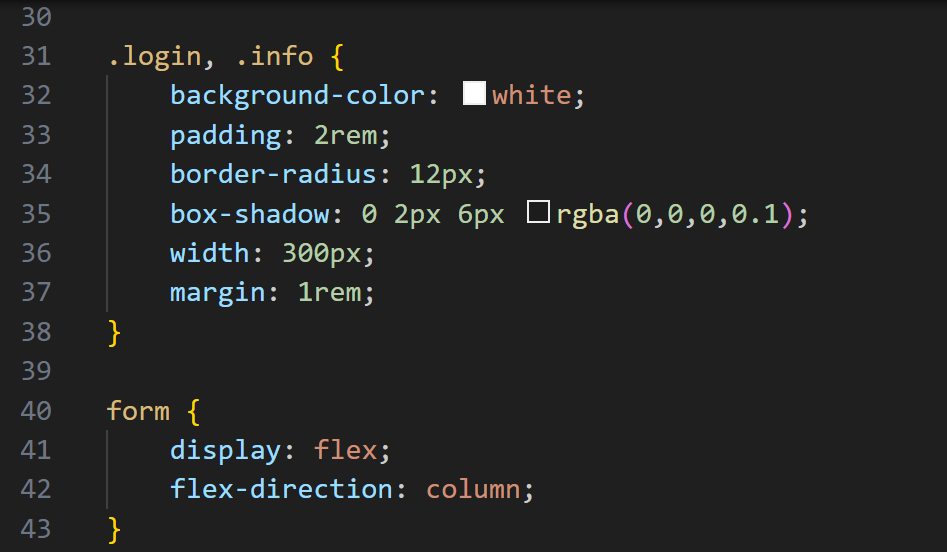 30
31 .login, .info {
32     background-color: white;
33     padding: 2rem;
34     border-radius: 12px;
35     box-shadow: 0 2px 6px rgba(0,0,0,0.1);
36     width: 300px;
37     margin: 1rem;
38 }
39
40 form {
41     display: flex;
42     flex-direction: column;
43 }